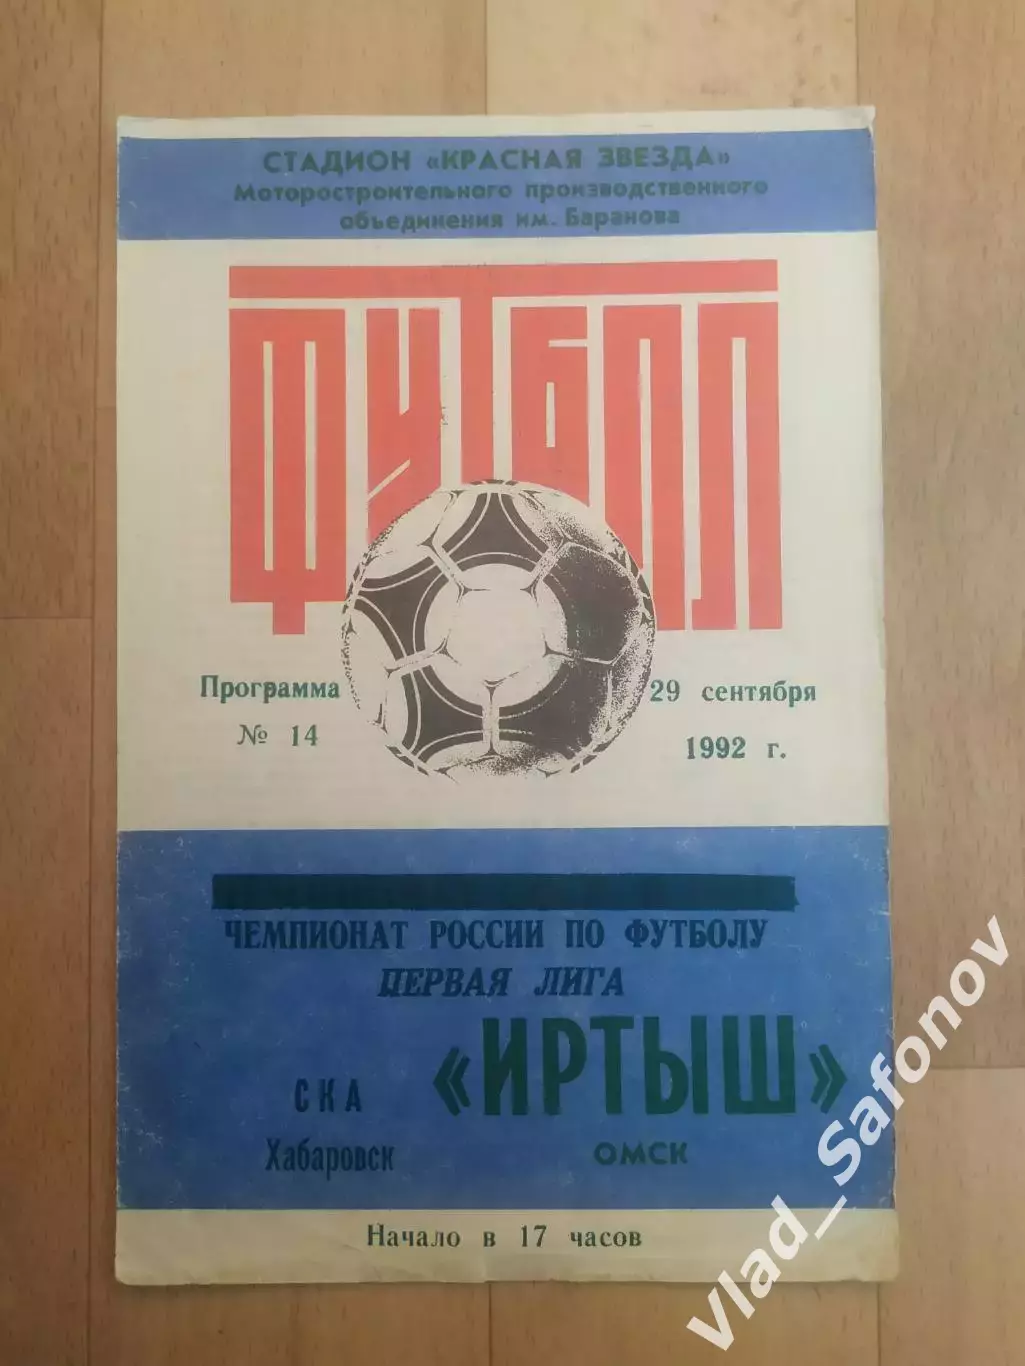 СТАДИОН «КРАСНАЯ ЗВЕЗДА»
Моторостроительного производственного
объединения им. Баранова
ФУТБОЛ
Программа
№ 14
29 сентября
1992 г.
ЧЕМПИОНАТ РОССИИ ПО ФУТБОЛУ
ПЕРВАЯ ЛИГА
«ИРТЫШ»
ОМСК
СКА
Хабаровск
Начало в 17 часов
Vlad_Safonov